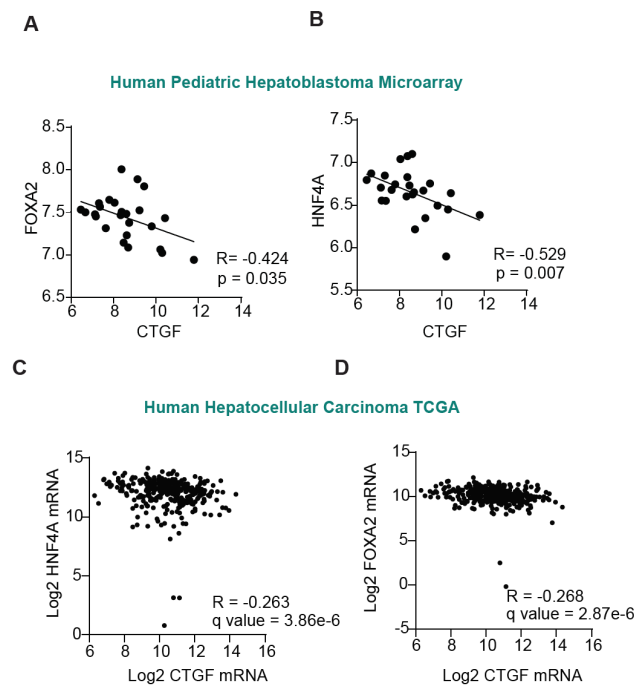 A
B
Human Pediatric Hepatoblastoma Microarray
8.5
8.0
7.5
7.0
6.5
FOXA2
R= -0.424
p = 0.035
6 8 10 12 14
CTGF
7.5
7.0
6.5
6.0
5.5
HNF4A
R= -0.529
p = 0.007
6 8 10 12 14
CTGF
C
D
Human Hepatocellular Carcinoma TCGA
15
10
5
0
Log2 HNF4A mRNA
R = -0.263
q value = 3.86e-6
6 8 10 12 14 16
Log2 CTGF mRNA
15
10
5
0
-5
Log2 FOXA2 mRNA
R = -0.268
q value = 2.87e-6
6 8 10 12 14 16
Log2 CTGF mRNA